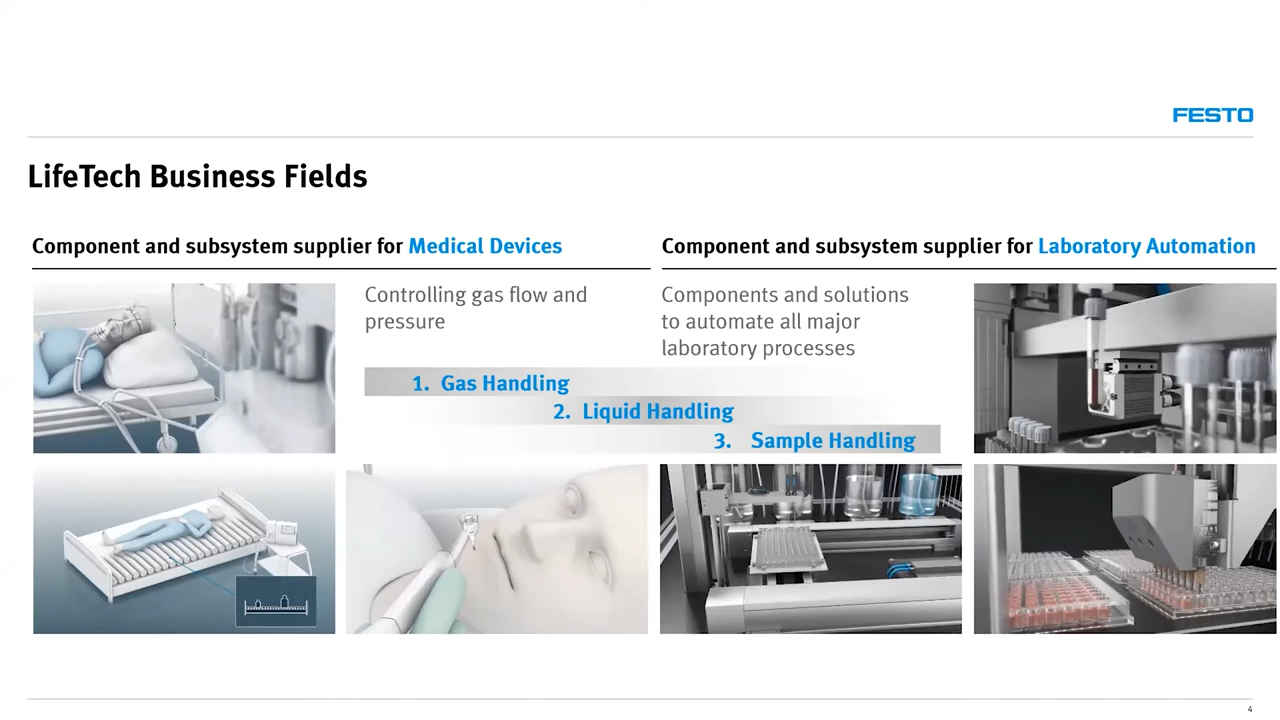 FESTO
LifeTech Business Fields
Component and subsystem supplier for Medical Devices
Controlling gas flow and
pressure
Component and subsystem supplier for Laboratory Automation
Components and solutions
to automate all major
laboratory processes
1. Gas Handling
2. Liquid Handling
3. Sample Handling
4